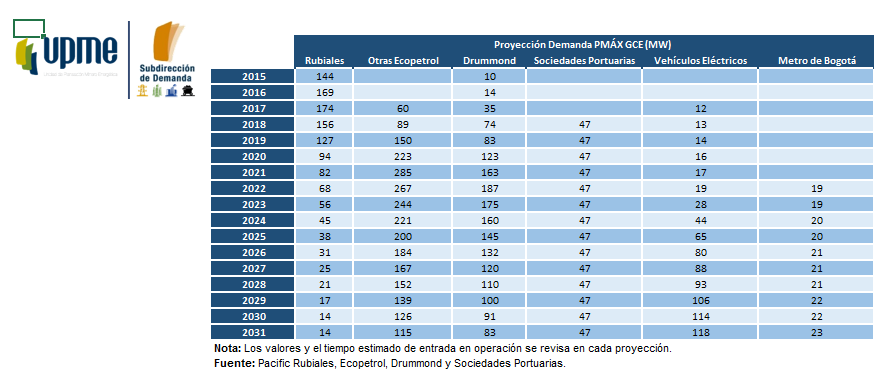 upme
Subdirección
de Demanda
Proyección Demanda PMÁX GCE (MW)
Rubiales Otras Ecopetrol Drummond Sociedades Portuarias Vehículos Eléctricos Metro de Bogotá
2015 144 10
2016 169 14
2017 174 60 35 12
2018 156 89 74 47 13
2019 127 150 83 47 14
2020 94 223 123 47 16
2021 82 285 163 47 17
2022 68 267 187 47 19 19
2023 56 244 175 47 28 19
2024 45 221 160 47 44 20
2025 38 200 145 47 65 20
2026 31 184 132 47 80 21
2027 25 167 120 47 88 21
2028 21 152 110 47 93 21
2029 17 139 100 47 106 22
2030 14 126 91 47 114 22
2031 14 115 83 47 118 23
Nota: Los valores y el tiempo estimado de entrada en operación se revisa en cada proyección.
Fuente: Pacific Rubiales, Ecopetrol, Drummond y Sociedades Portuarias.